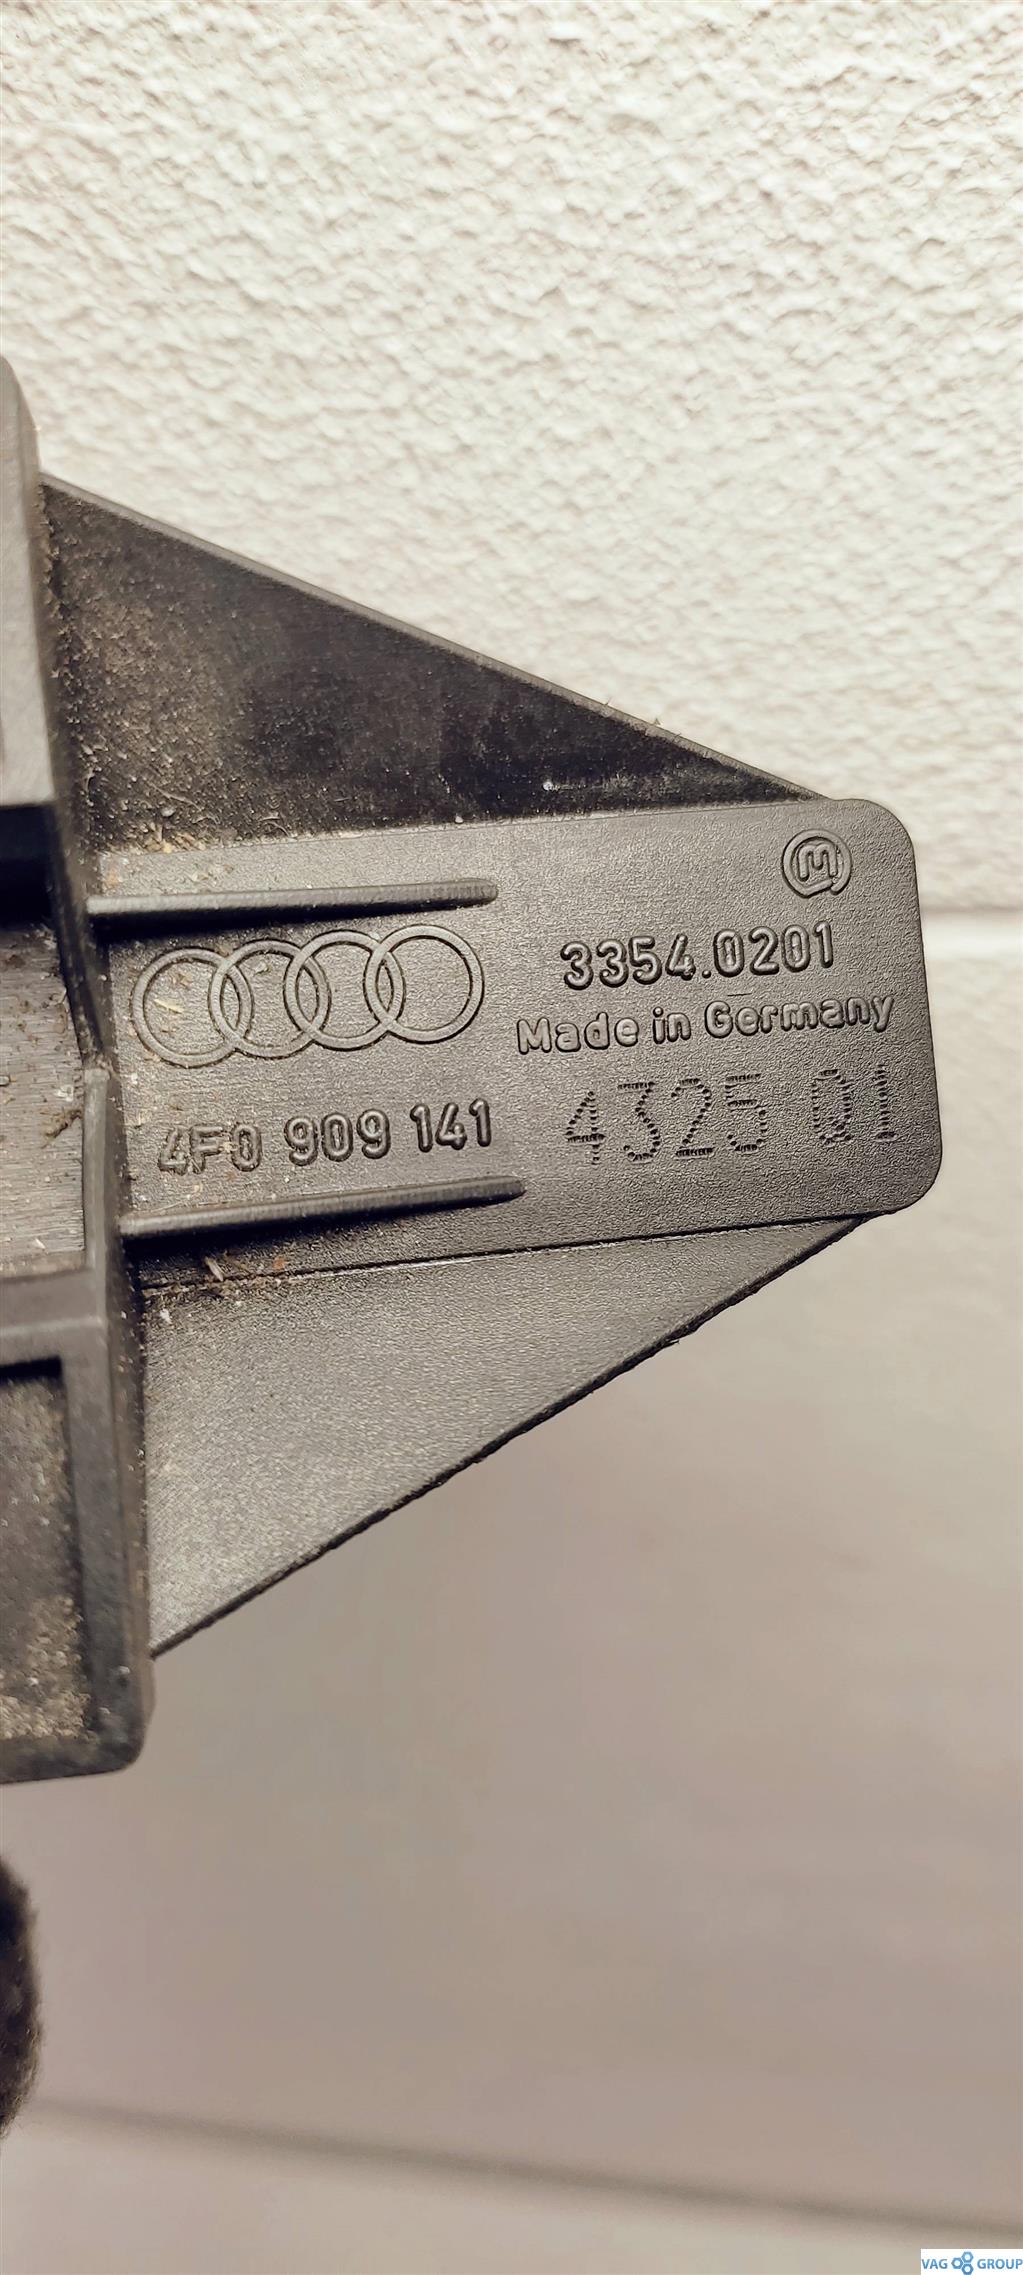 M
3354.0201
Made in Germany
4F0 909 141
4325 01
VAG GROUP